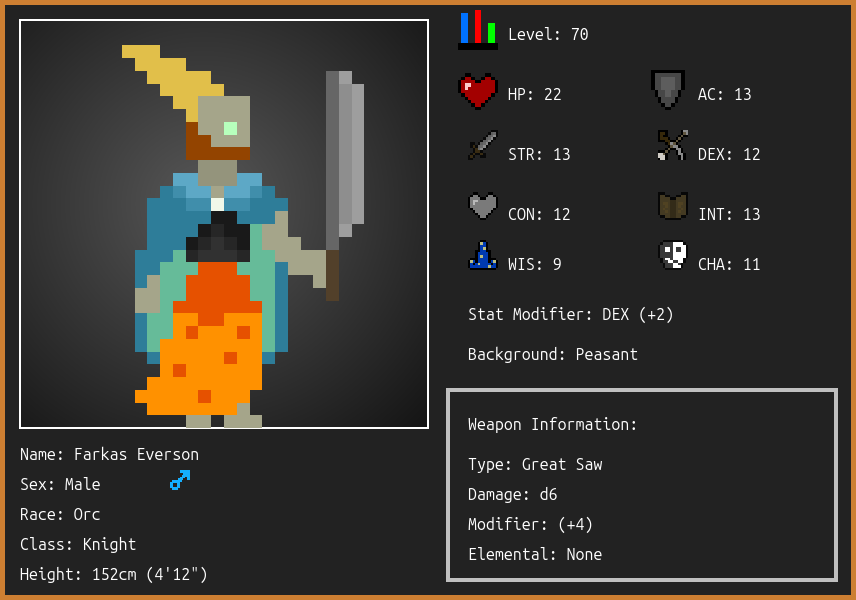 Level: 70
HP: 22
AC: 13
STR: 13
DEX: 12
CON: 12
INT: 13
WIS: 9
CHA: 11
Stat Modifier: DEX (+2)
Background: Peasant
Weapon Information:
Type: Great Saw
Damage: d6
Modifier: (+4)
Elemental: None
Name: Farkas Everson
Sex: Male
Race: Orc
Class: Knight
Height: 152cm (4'12")